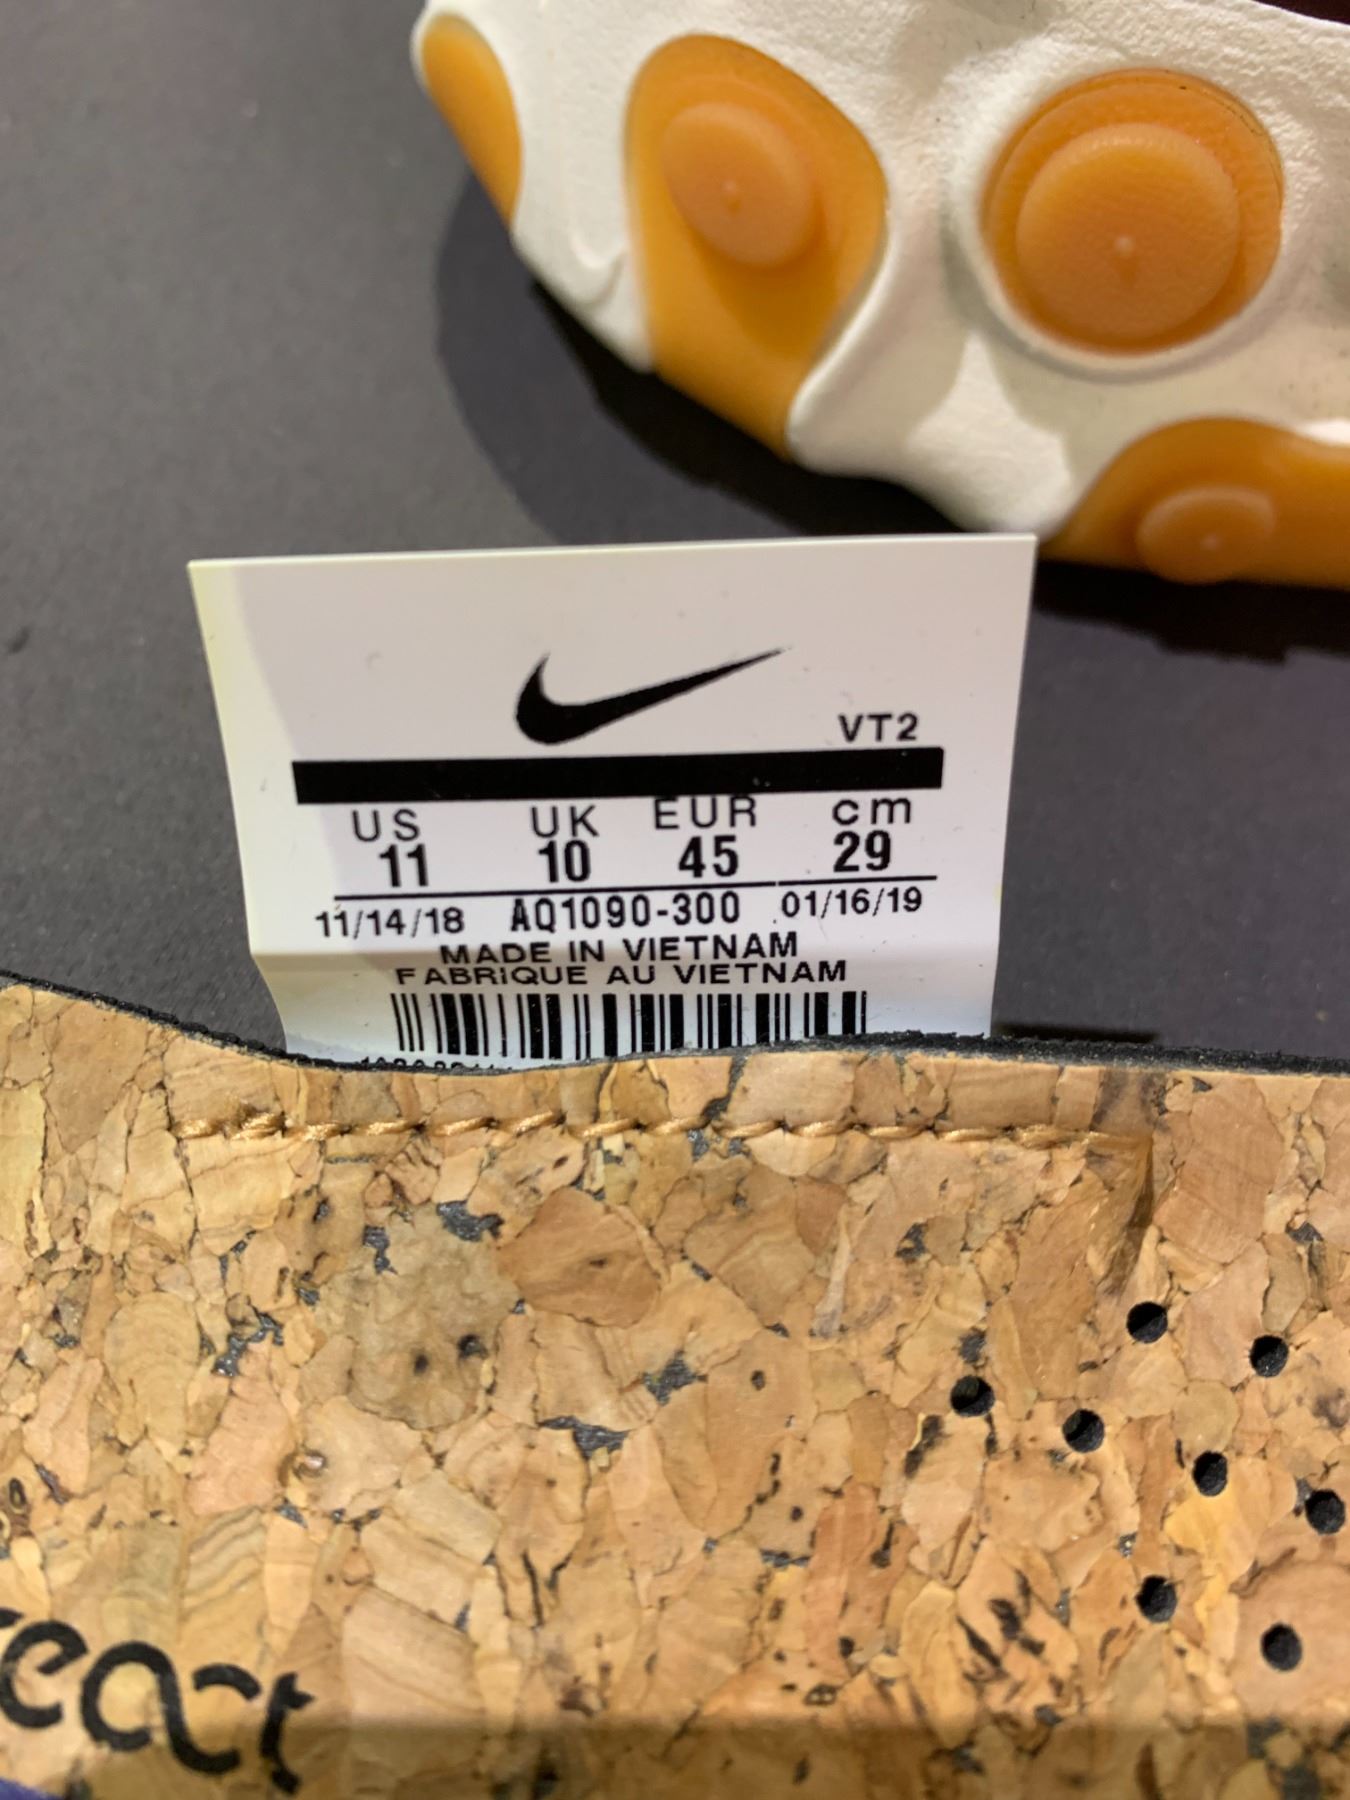 VT2
US UK EUR cm
11 10 45 29
11/14/18 AQ1090-300 01/16/19
MADE IN VIETNAM
FABRIQUE AU VIETNAM
react